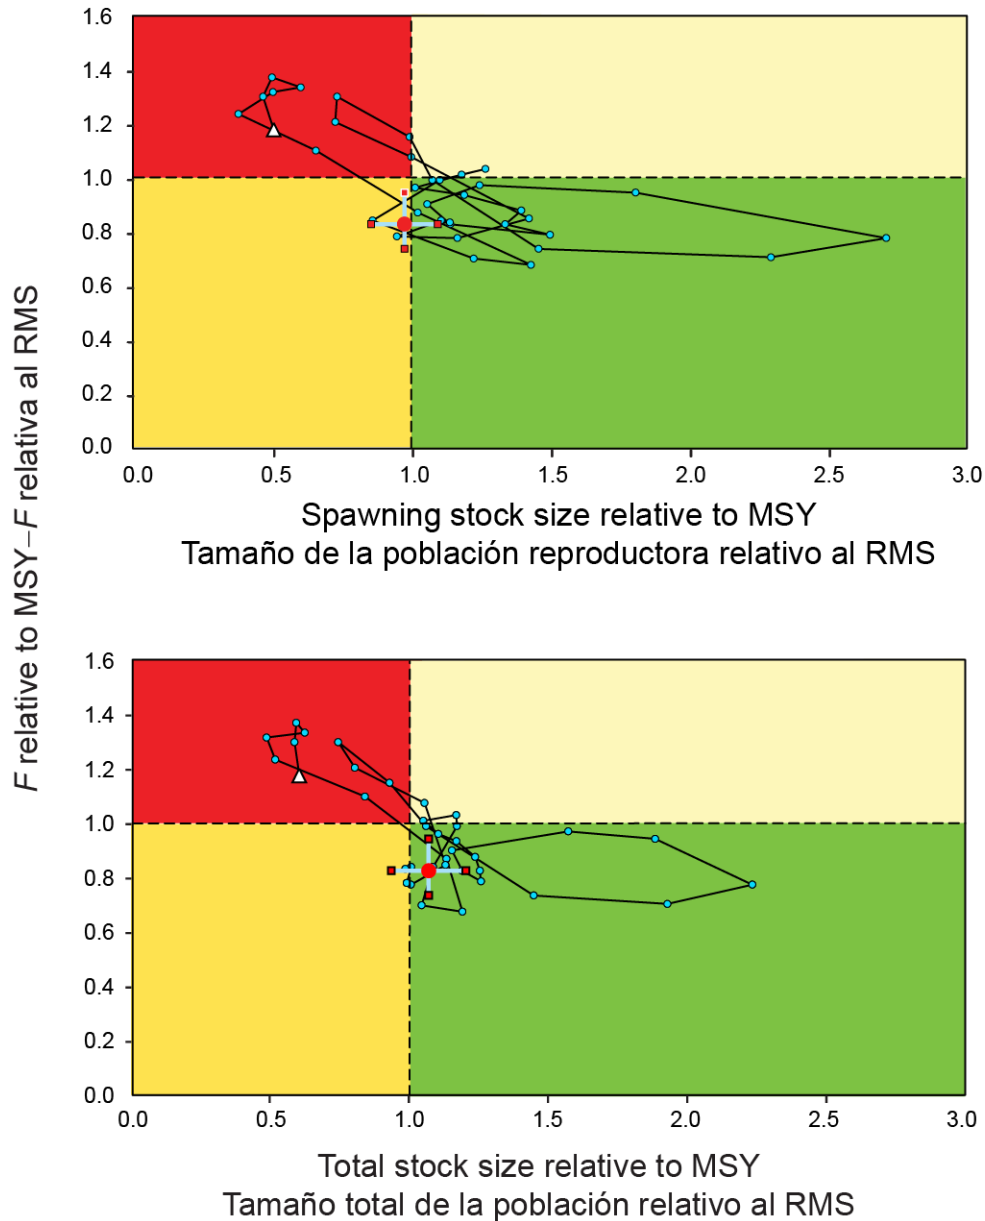 F relative to MSY–F relativa al RMS
1.6
1.4
1.2
1.0
0.8
0.6
0.4
0.2
0.0
0.0 0.5 1.0 1.5 2.0 2.5 3.0
Spawning stock size relative to MSY
Tamaño de la población reproductora relativo al RMS
1.6
1.4
1.2
1.0
0.8
0.6
0.4
0.2
0.0
0.0 0.5 1.0 1.5 2.0 2.5 3.0
Total stock size relative to MSY
Tamaño total de la población relativo al RMS